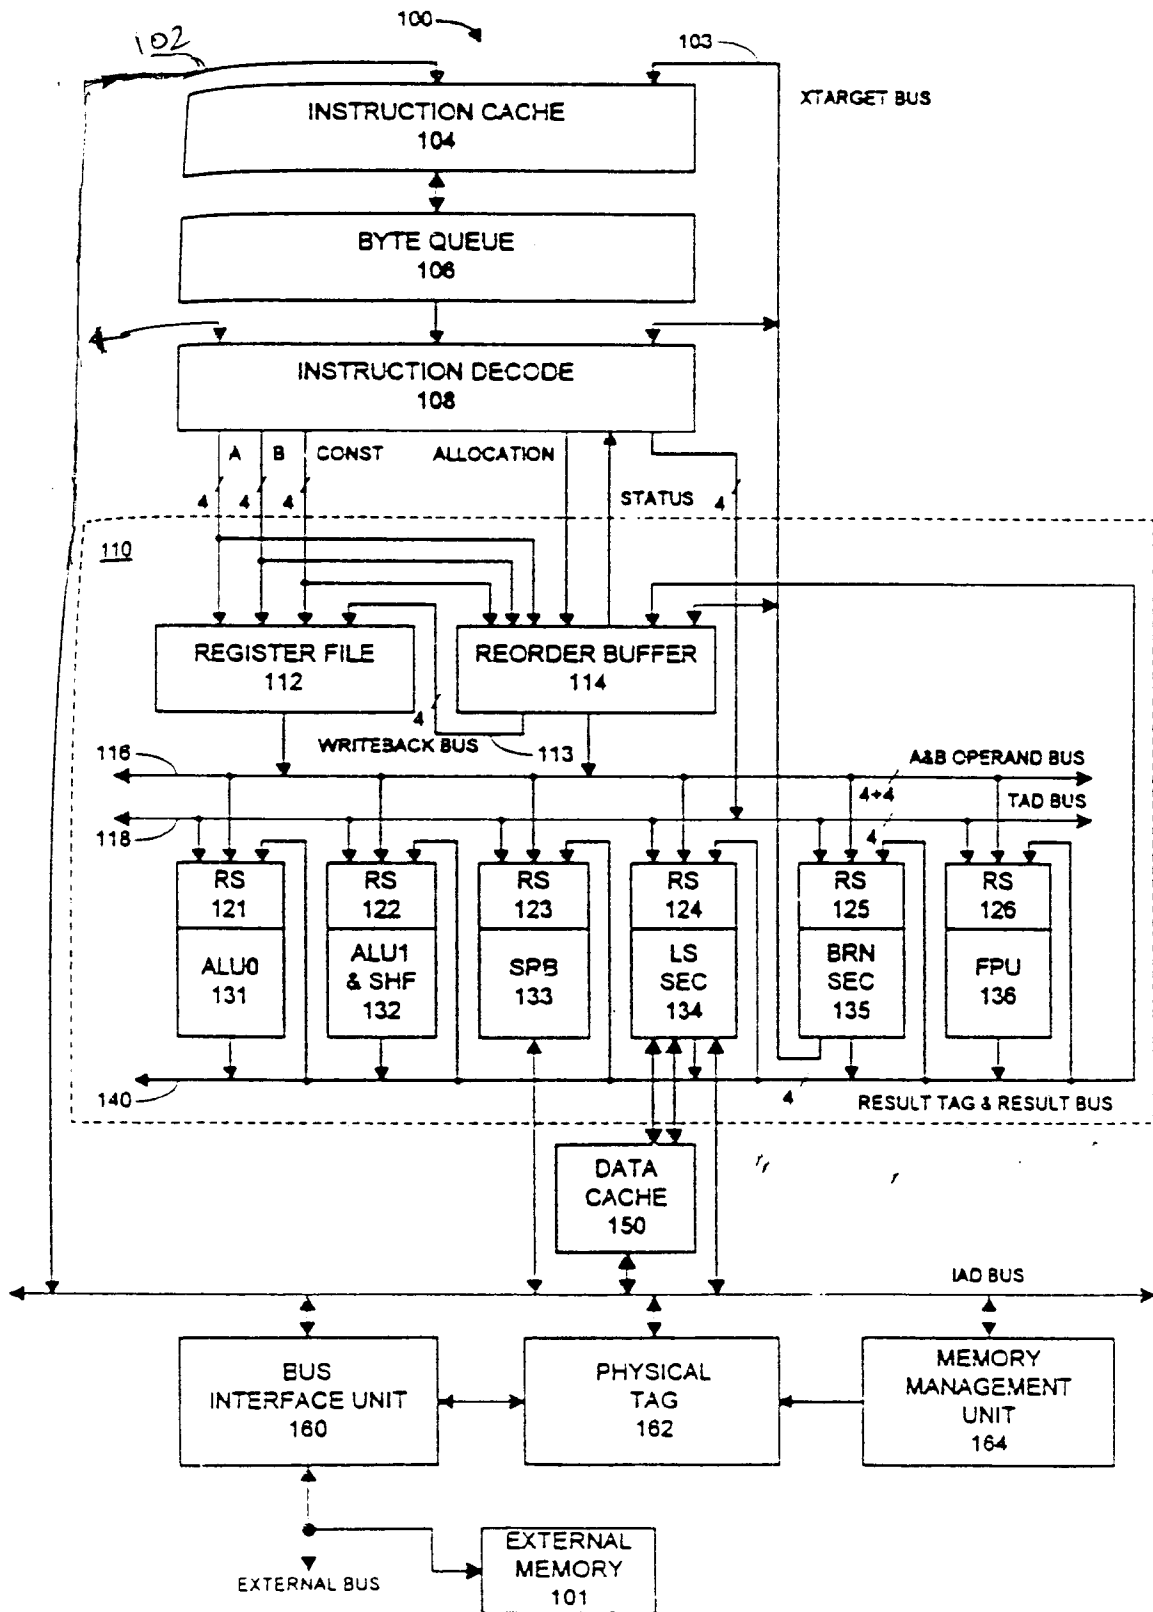 100
102
103
XTARGET BUS
INSTRUCTION CACHE
104
BYTE QUEUE
106
INSTRUCTION DECODE
108
A B CONST ALLOCATION
4 4 4 STATUS 4
110
REGISTER FILE
112
REORDER BUFFER
114
4
WRITEBACK BUS 113
116
A&B OPERAND BUS
4+4
TAD BUS
118
4
RS
121
ALU0
131
RS
122
ALU1
& SHF
132
RS
123
SRB
133
RS
124
LS
SEC
134
RS
125
BRN
SEC
135
RS
126
FPU
136
140
4
RESULT TAG & RESULT BUS
DATA
CACHE
150
IAD BUS
BUS
INTERFACE UNIT
160
PHYSICAL
TAG
162
MEMORY
MANAGEMENT
UNIT
164
EXTERNAL BUS
EXTERNAL
MEMORY
101